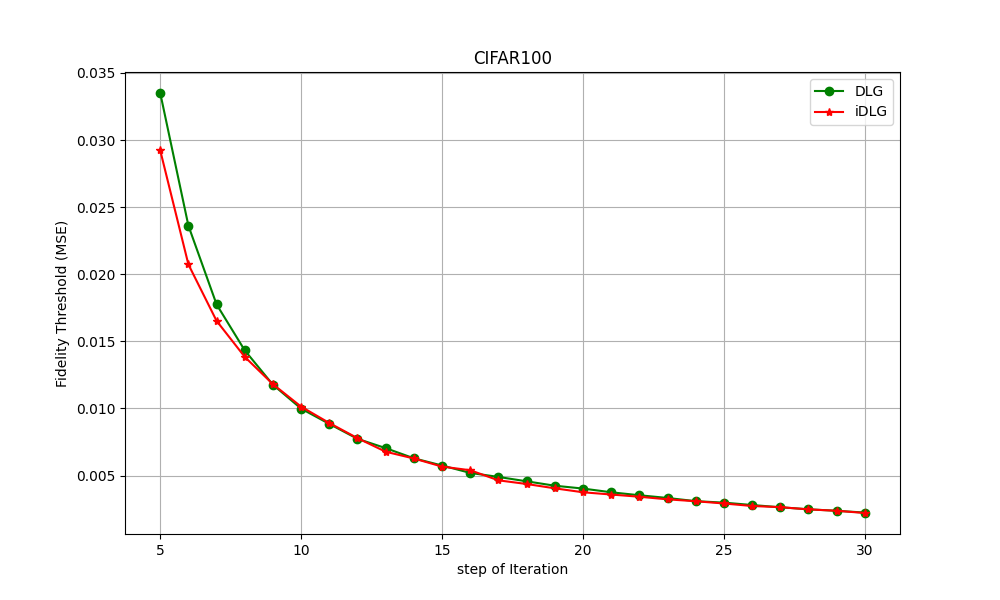 CIFAR100
DLG
iDLG
Fidelity Threshold (MSE)
0.035
0.030
0.025
0.020
0.015
0.010
0.005
5 10 15 20 25 30
step of Iteration